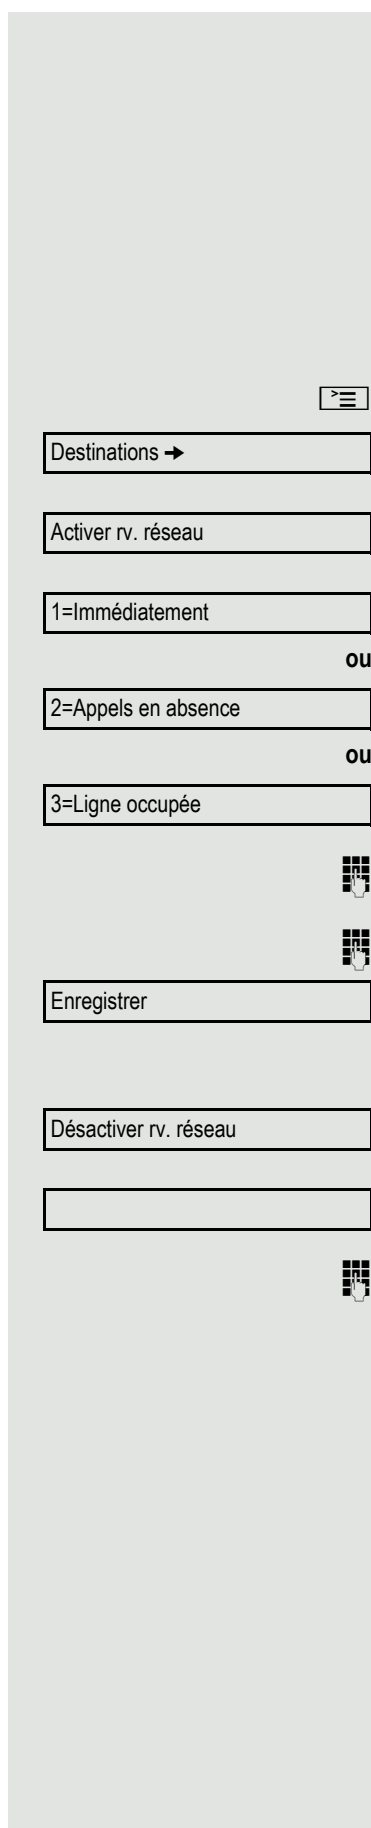 Destinations →
Activer rv. réseau
1=Immédiatement
ou
2=Appels en absence
ou
3=Ligne occupée
Enregistrer
Désactiver rv. réseau